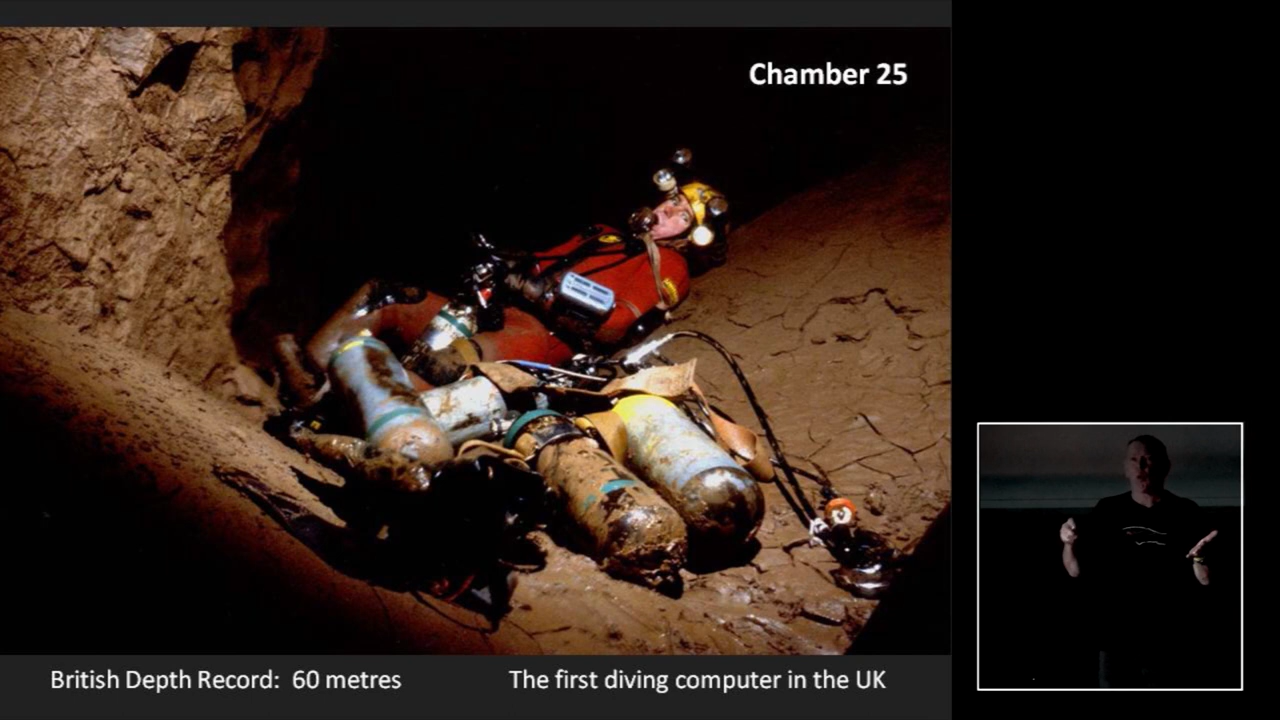 Chamber 25
British Depth Record:  60 metres
The first diving computer in the UK